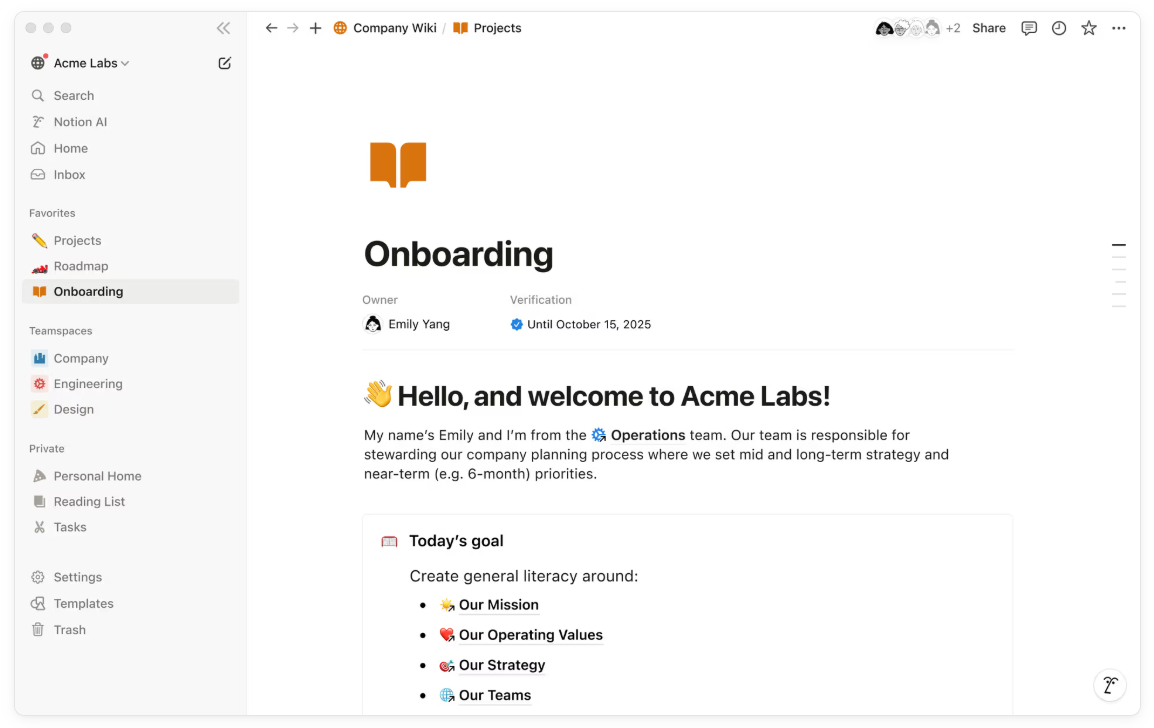 Company Wiki / Projects
+2 Share
Acme Labs
Search
Notion AI
Home
Inbox
Favorites
Projects
Roadmap
Onboarding
Teamspaces
Company
Engineering
Design
Private
Personal Home
Reading List
Tasks
Settings
Templates
Trash
Onboarding
Owner Verification
Emily Yang Until October 15, 2025
👋 Hello, and welcome to Acme Labs!
My name’s Emily and I’m from the Operations team. Our team is responsible for
stewarding our company planning process where we set mid and long-term strategy and
near-term (e.g. 6-month) priorities.
Today’s goal
Create general literacy around:
• Our Mission
• Our Operating Values
• Our Strategy
• Our Teams